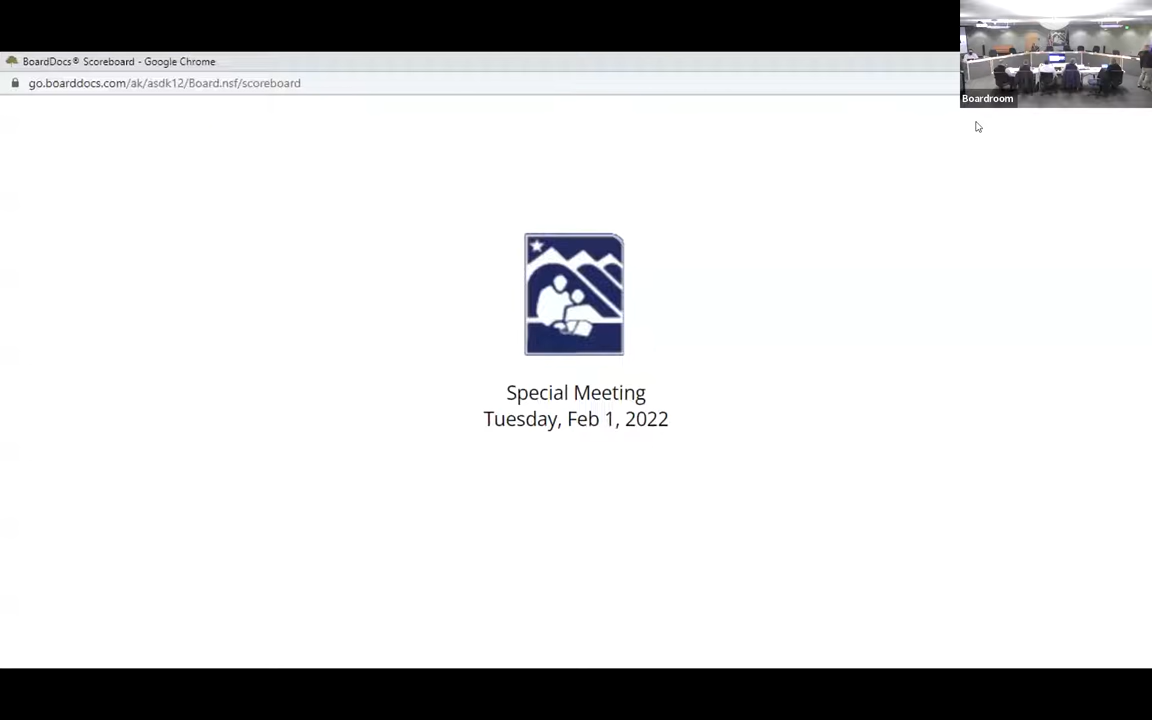 BoardDocs® Scoreboard - Google Chrome
go.boarddocs.com/ak/asdk12/Board.nsf/scoreboard
Boardroom
Special Meeting
Tuesday, Feb 1, 2022